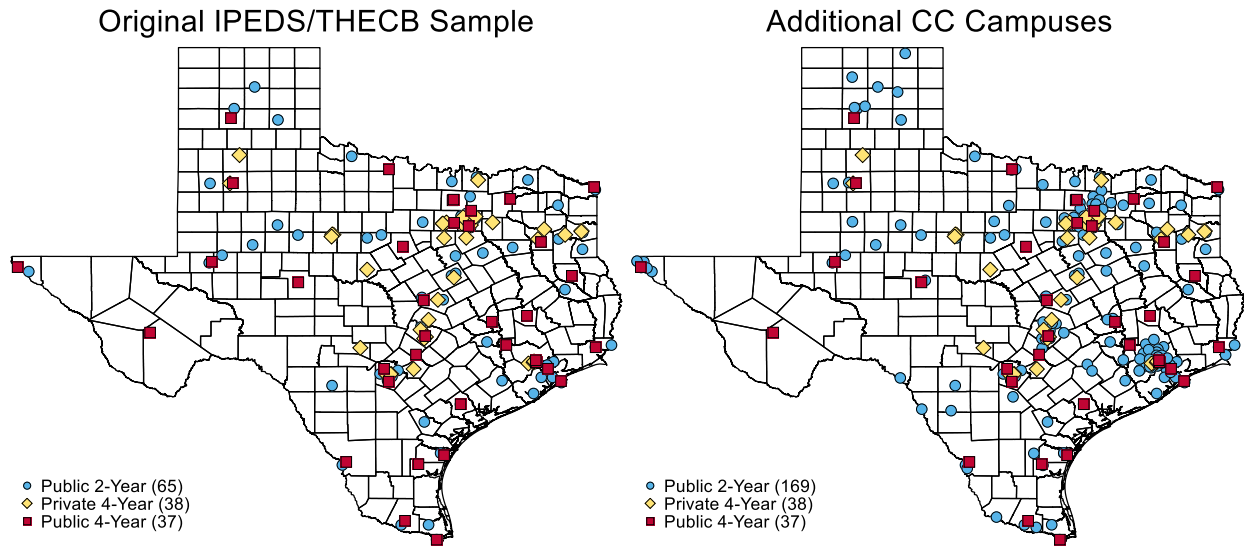 Original IPEDS/THECB Sample
Additional CC Campuses
Public 2-Year (65)
Private 4-Year (38)
Public 4-Year (37)
Public 2-Year (169)
Private 4-Year (38)
Public 4-Year (37)